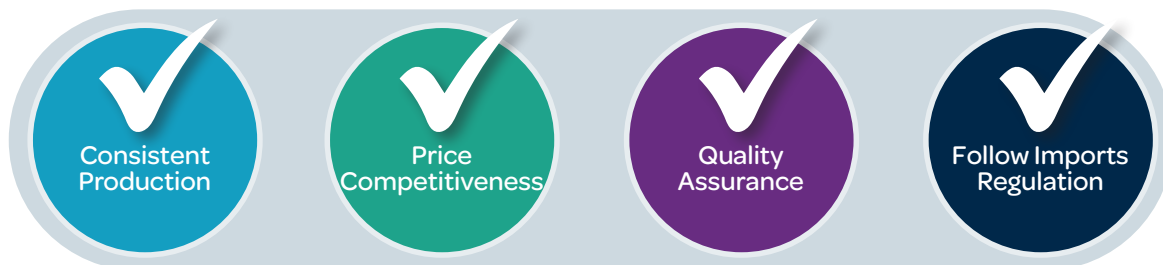 Consistent
Production
Price
Competitiveness
Quality
Assurance
Follow Imports
Regulation